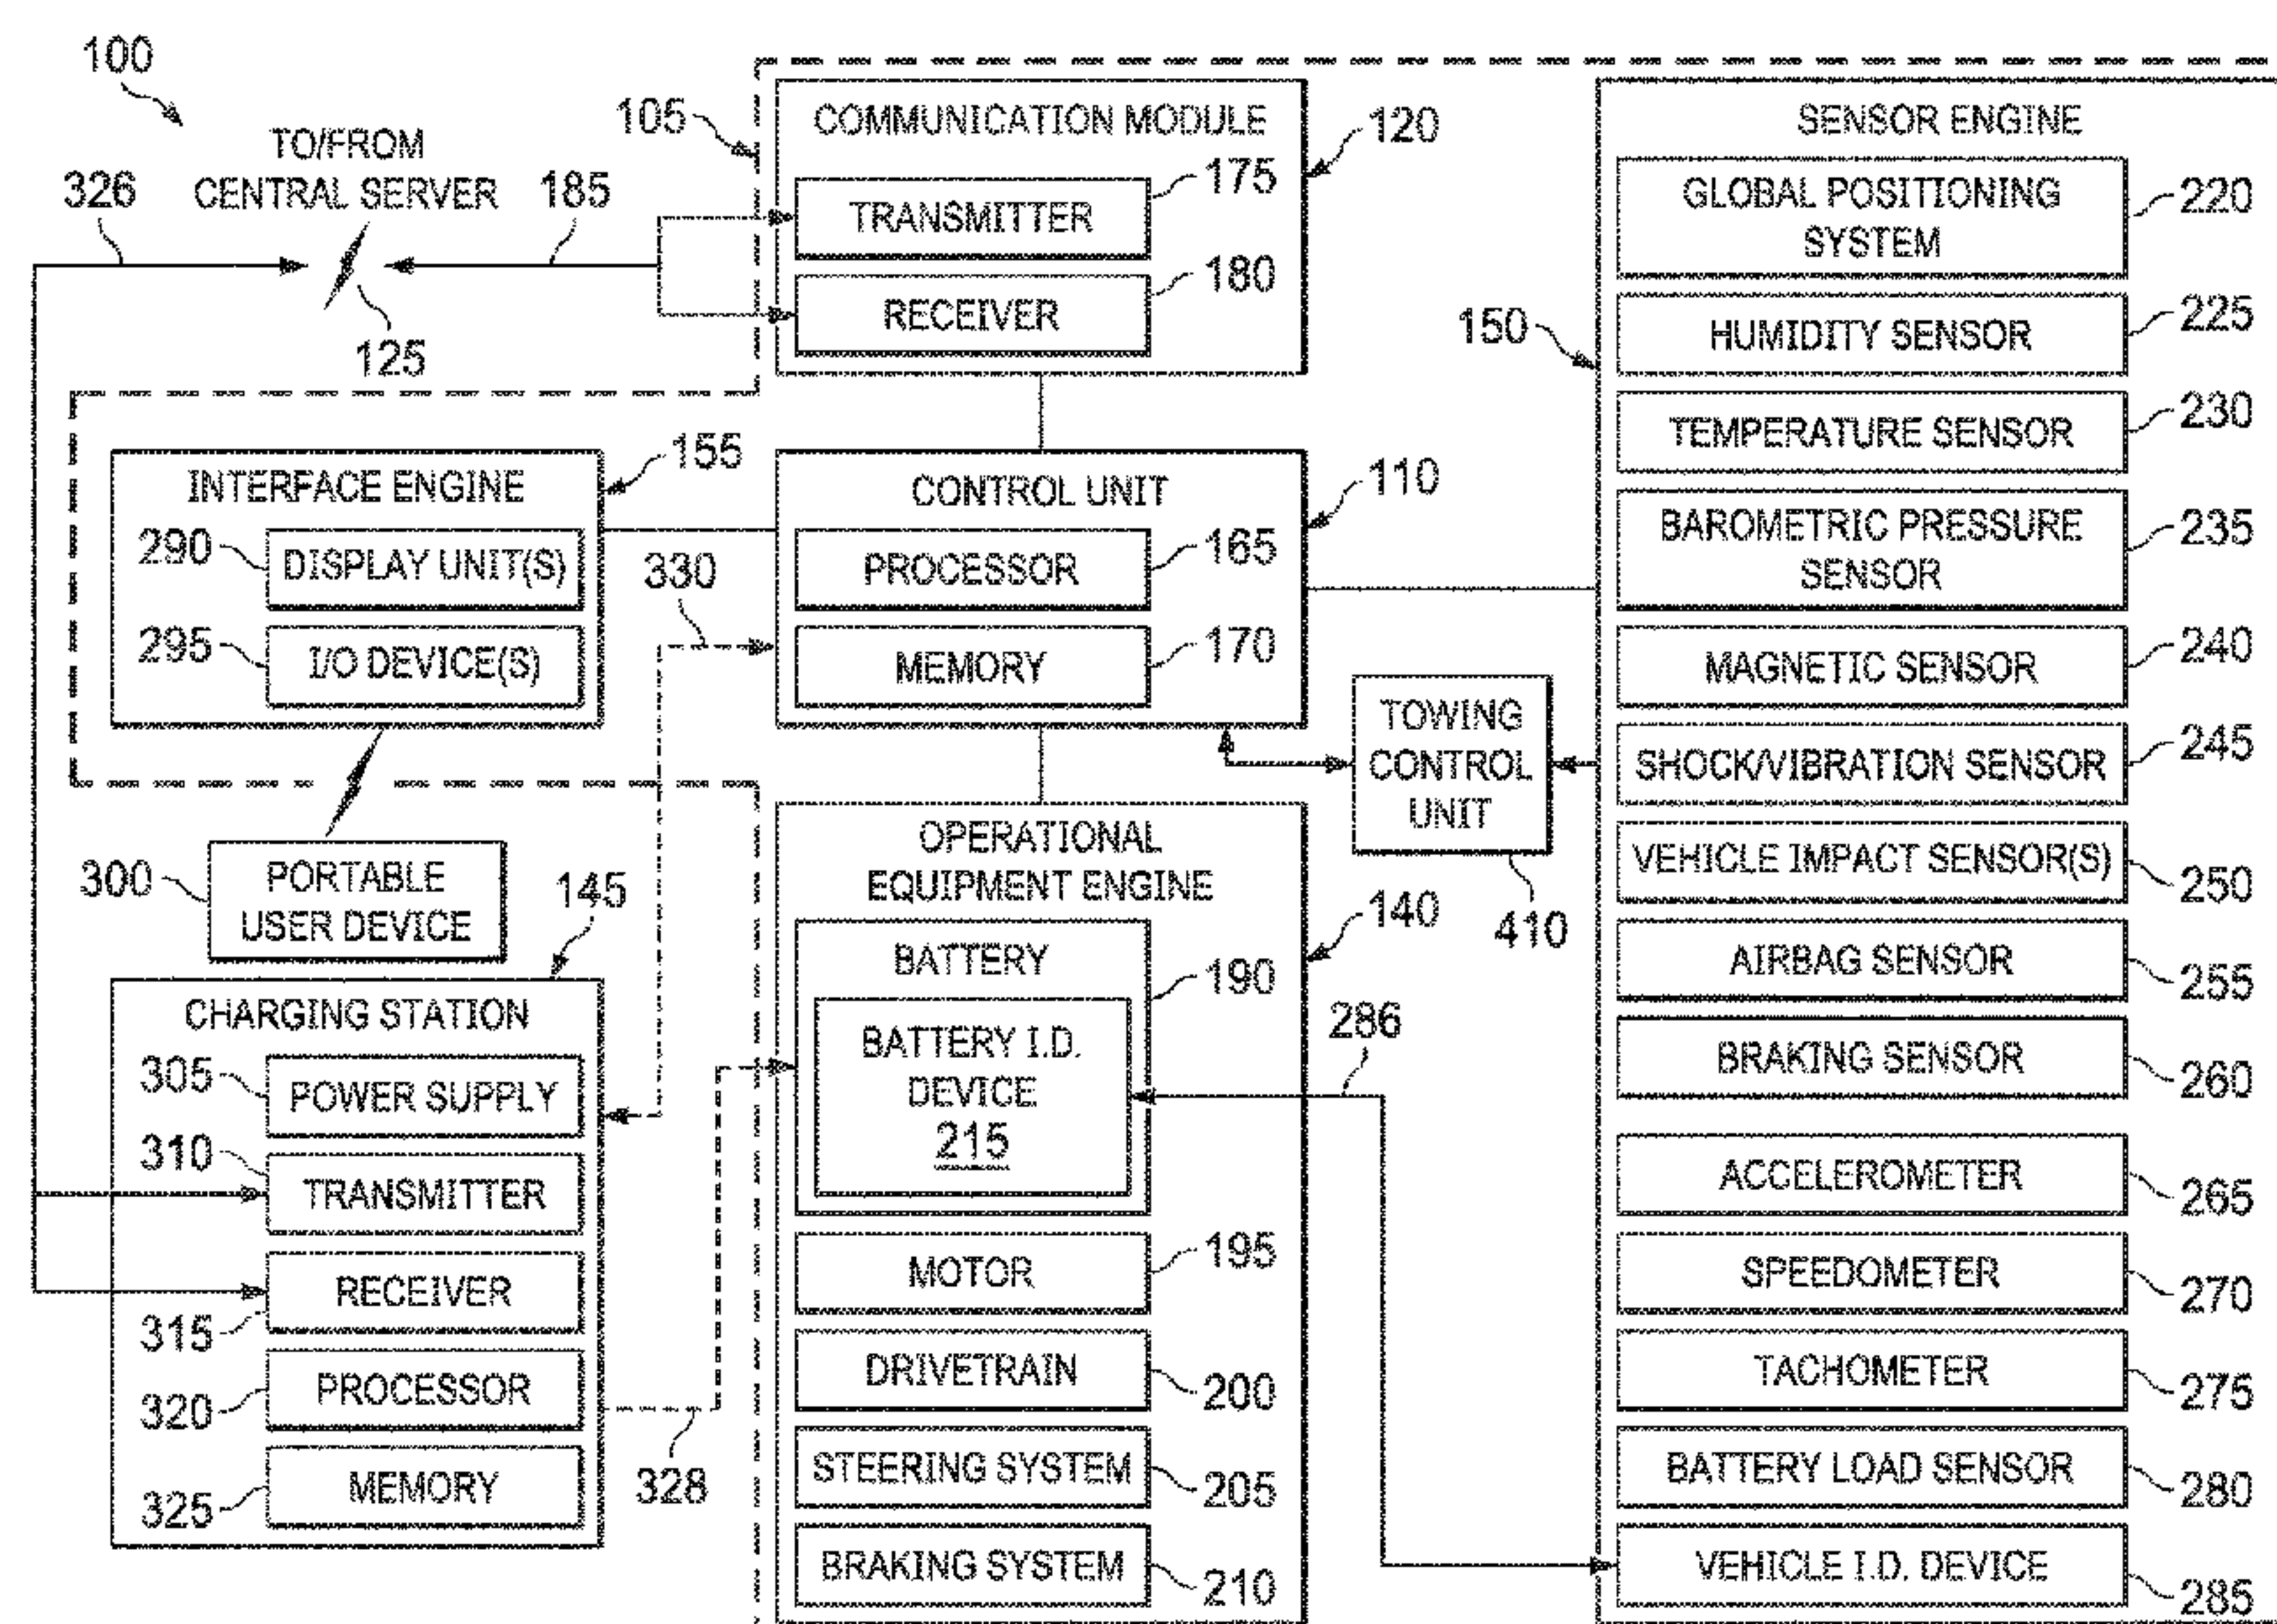 100
TO/FROM
CENTRAL SERVER
326
185
125
105
COMMUNICATION MODULE
120
TRANSMITTER
175
RECEIVER
180
INTERFACE ENGINE
155
290
DISPLAY UNIT(S)
295
I/O DEVICE(S)
330
CONTROL UNIT
110
PROCESSOR
165
MEMORY
170
TOWING
CONTROL
UNIT
410
300
PORTABLE
USER DEVICE
145
CHARGING STATION
305
POWER SUPPLY
310
TRANSMITTER
RECEIVER
315
PROCESSOR
320
MEMORY
325
328
OPERATIONAL
EQUIPMENT ENGINE
140
BATTERY
190
BATTERY I.D.
DEVICE
215
286
MOTOR
195
DRIVETRAIN
200
STEERING SYSTEM
205
BRAKING SYSTEM
210
150
SENSOR ENGINE
GLOBAL POSITIONING
SYSTEM
220
HUMIDITY SENSOR
225
TEMPERATURE SENSOR
230
BAROMETRIC PRESSURE
SENSOR
235
MAGNETIC SENSOR
240
SHOCK/VIBRATION SENSOR
245
VEHICLE IMPACT SENSOR(S)
250
AIRBAG SENSOR
255
BRAKING SENSOR
260
ACCELEROMETER
265
SPEEDOMETER
270
TACHOMETER
275
BATTERY LOAD SENSOR
280
VEHICLE I.D. DEVICE
285